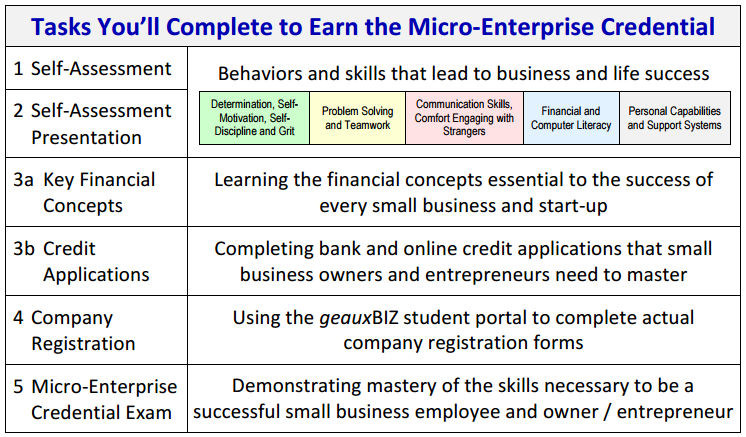 Tasks You’ll Complete to Earn the Micro-Enterprise Credential
1 Self-Assessment
2 Self-Assessment
Presentation
Behaviors and skills that lead to business and life success
Determination, Self-
Motivation, Self-
Discipline and Grit
Problem Solving
and Teamwork
Communication Skills,
Comfort Engaging with
Strangers
Financial and
Computer Literacy
Personal Capabilities
and Support Systems
3a Key Financial
Concepts
Learning the financial concepts essential to the success of
every small business and start-up
3b Credit
Applications
Completing bank and online credit applications that small
business owners and entrepreneurs need to master
4 Company
Registration
Using the geauxBIZ student portal to complete actual
company registration forms
5 Micro-Enterprise
Credential Exam
Demonstrating mastery of the skills necessary to be a
successful small business employee and owner / entrepreneur